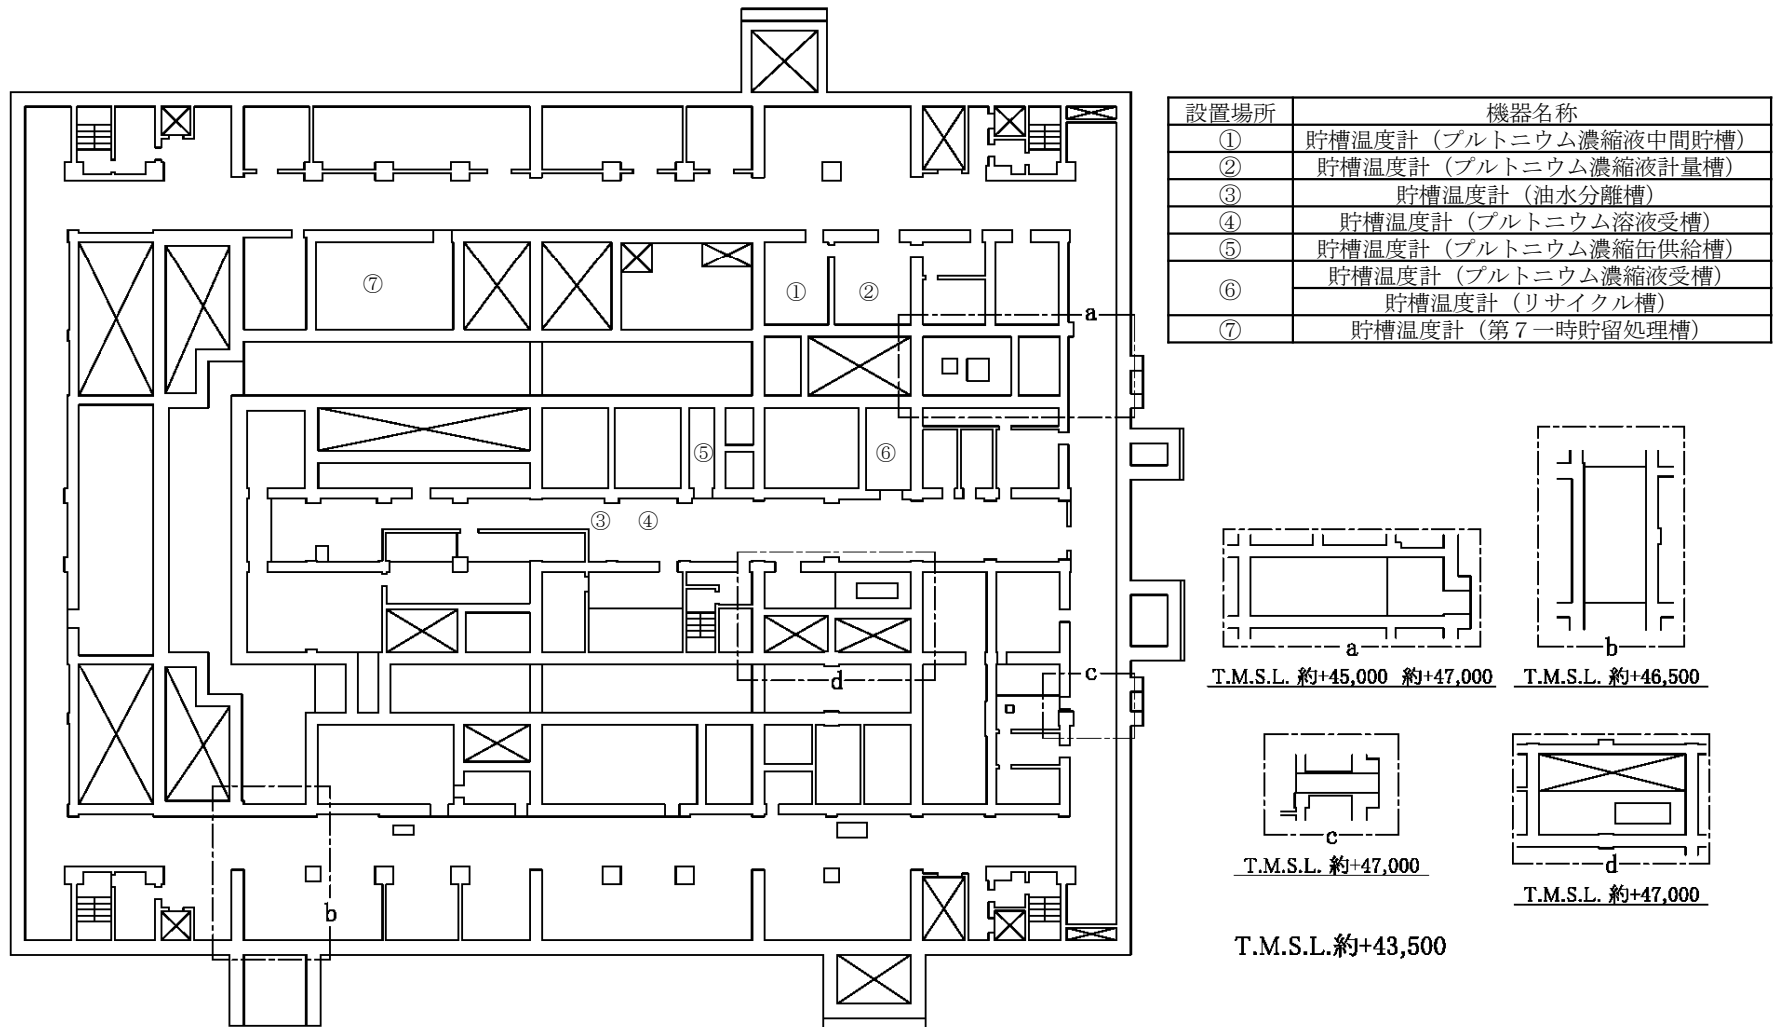 設置場所 機器名称
① 貯槽温度計（プルトニウム濃縮液中間貯槽）
② 貯槽温度計（プルトニウム濃縮液計量槽）
③ 貯槽温度計（油水分離槽）
④ 貯槽温度計（プルトニウム溶液受槽）
⑤ 貯槽温度計（プルトニウム濃縮缶供給槽）
⑥ 貯槽温度計（プルトニウム濃縮液受槽）
貯槽温度計（リサイクル槽）
⑦ 貯槽温度計（第７一時貯留処理槽）
⑦
①
②
a
⑤
⑥
③
④
d
c
b
a
T.M.S.L. 約+45,000 約+47,000
b
T.M.S.L. 約+46,500
c
T.M.S.L. 約+47,000
d
T.M.S.L. 約+47,000
T.M.S.L.約+43,500